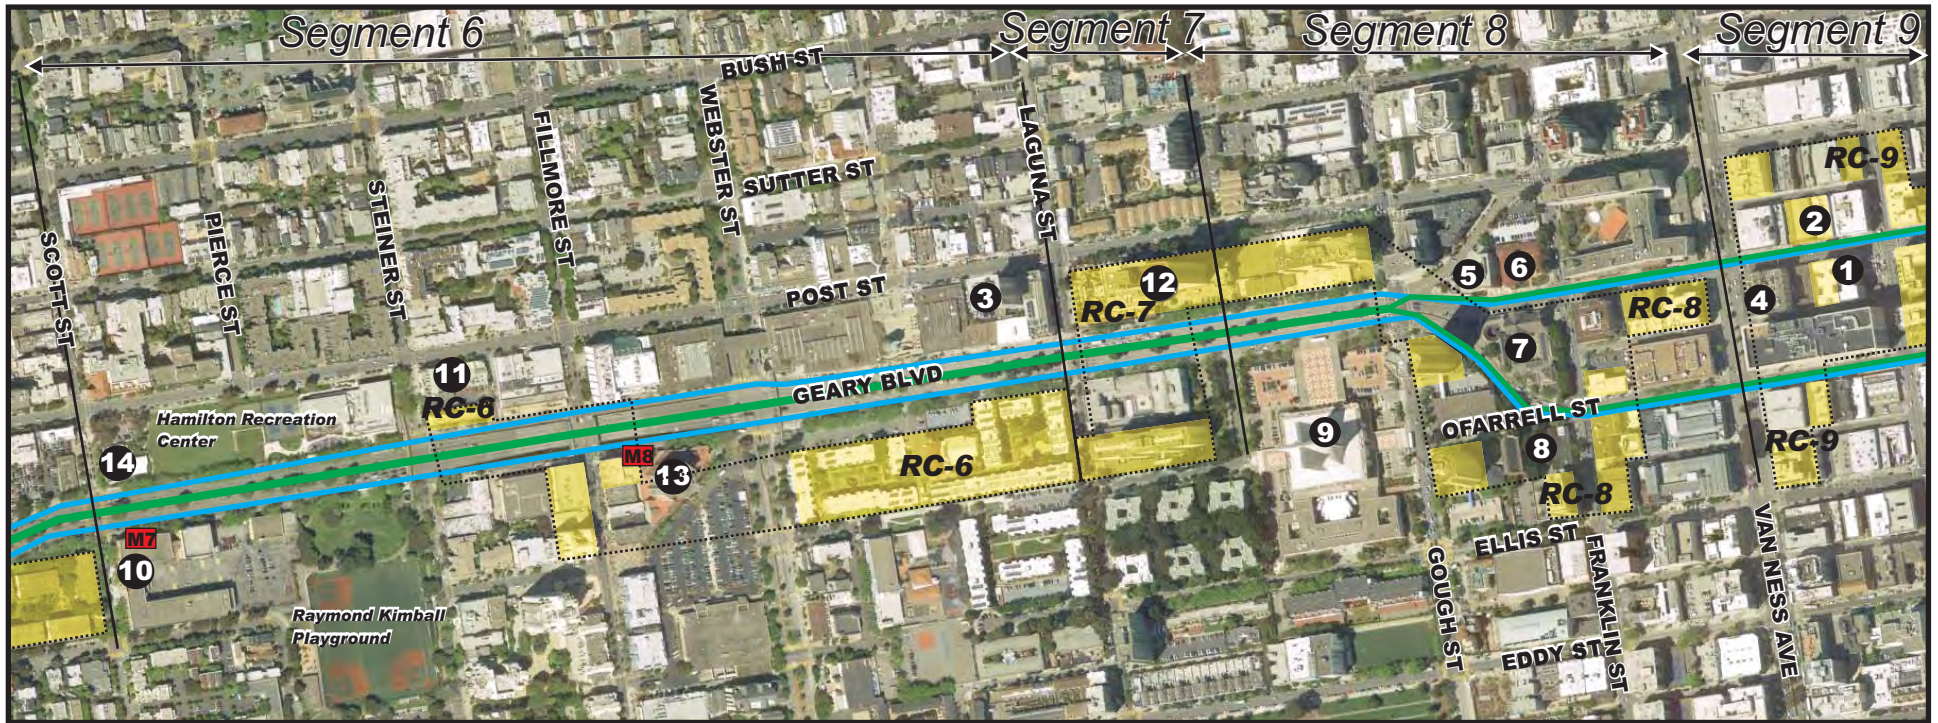 Segment 6
Segment 7
Segment 8
Segment 9
BUSH ST
WEBSTER ST
FILLMORE ST
LAGUNA ST
SUTTER ST
RC-9
STEINER ST
PIERCE ST
SCOTT ST
2
5
6
1
12
3
POST ST
4
RC-7
RC-8
7
11
GEARY BLVD
RC-6
Hamilton Recreation
Center
OFARRELL ST
9
RC-9
8
14
M8
13
RC-6
RC-8
M7
10
ELLIS ST
FRANKLIN ST
VAN NESS AVE
GOUGH ST
Raymond Kimball
Playground
EDDY ST